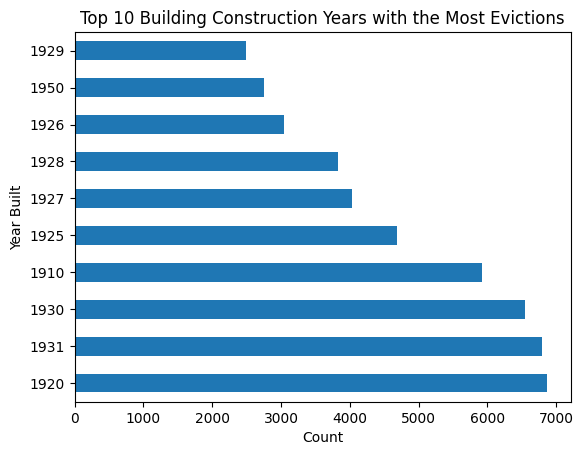 Top 10 Building Construction Years with the Most Evictions
Year Built
1929
1950
1926
1928
1927
1925
1910
1930
1931
1920
0 1000 2000 3000 4000 5000 6000 7000
Count